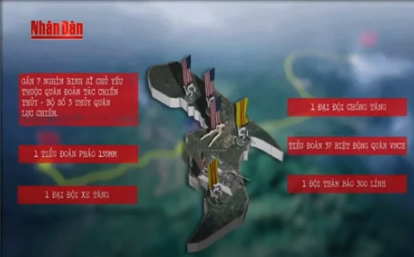 Nhân Dân
GẦN 7 NGHÌN BINH SĨ CHỦ YẾU
THUỘC QUÂN ĐOÀN TÁC CHIẾN
THỦY - BỘ SỐ 3 THỦY QUÂN
LỤC CHIẾN.
1 TIỂU ĐOÀN PHÁO 155MM
1 ĐẠI ĐỘI XE TĂNG
1 ĐẠI ĐỘI CHỐNG TĂNG
TIỂU ĐOÀN 37 BIỆT ĐỘNG QUÂN VNCH
1 ĐỘI THÁM BÁO 300 LÍNH